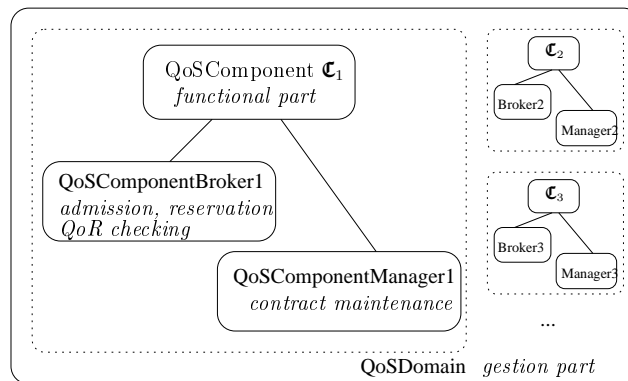 QoSComponent ℭ₁
functional part
QoSComponentBroker1
admission, reservation
QoR checking
QoSComponentManager1
contract maintenance
ℭ₂
Broker2
Manager2
ℭ₃
Broker3
Manager3
...
QoSDomain gestion part